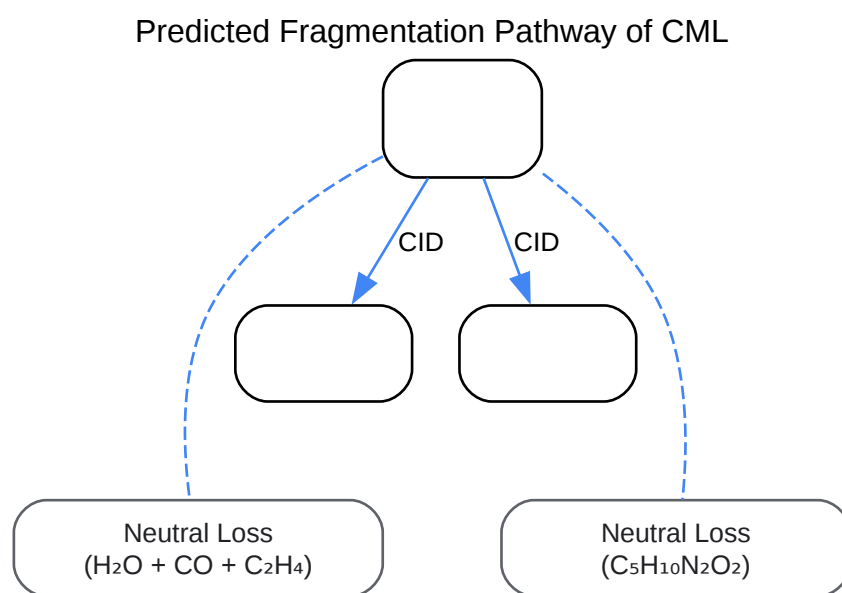 Predicted Fragmentation Pathway of CML
CID CID
Neutral Loss
(H₂O + CO + C₂H₄)
Neutral Loss
(C₅H₁₀N₂O₂)